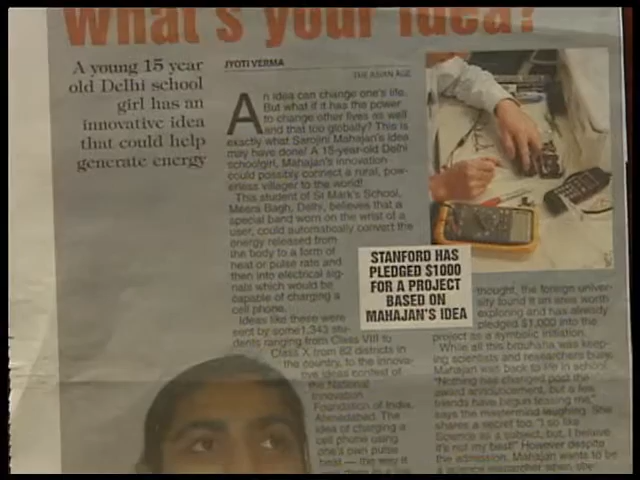 What's your idea?
A young 15 year
old Delhi school
girl has an
innovative idea
that could help
generate energy
JYOTI VERMA
THE ASIAN AGE
An idea can change one's life.
But what if it has the power
to change other lives as well
and that too globally? This is
exactly what Sarojini Mahajan's idea
may have done! A 15-year-old Delhi
schoolgirl, Mahajan's innovation
could possibly connect a rural, pow-
erless villager to the world!
This student of St Mark's School,
Meera Bagh, Delhi, believes that a
special band worn on the wrist of a
user, could automatically convert the
energy released from
the body to a form of
heat or pulse rate and
then into electrical sig-
nals which would be
capable of charging a
cell phone.
Ideas like these were
sent by some 1,343 stu-
dents ranging from Class VIII to
Class X from 82 districts in
the country, to the innova-
tive ideas contest of
the National
Innovation
Foundation of India,
Ahmedabad. The
idea of charging a
cell phone using
one's own pulse
heat — the way it
STANFORD HAS
PLEDGED $1000
FOR A PROJECT
BASED ON
MAHAJAN'S IDEA
thought, the foreign univer-
sity found it an area worth
exploring and has already
pledged $1,000 into the
project as a symbolic initiation.
While all this brouhaha was keep-
ing scientists and researchers busy,
Mahajan was back to life in school.
"Nothing has changed post the
award announcement, but a few
friends have begun teasing me,"
says the mastermind laughing. She
shares a secret too. "I so like
Science as a subject, but, I believe
it's not my best!" However despite
the admission, Mahajan wants to be
a science researcher when she